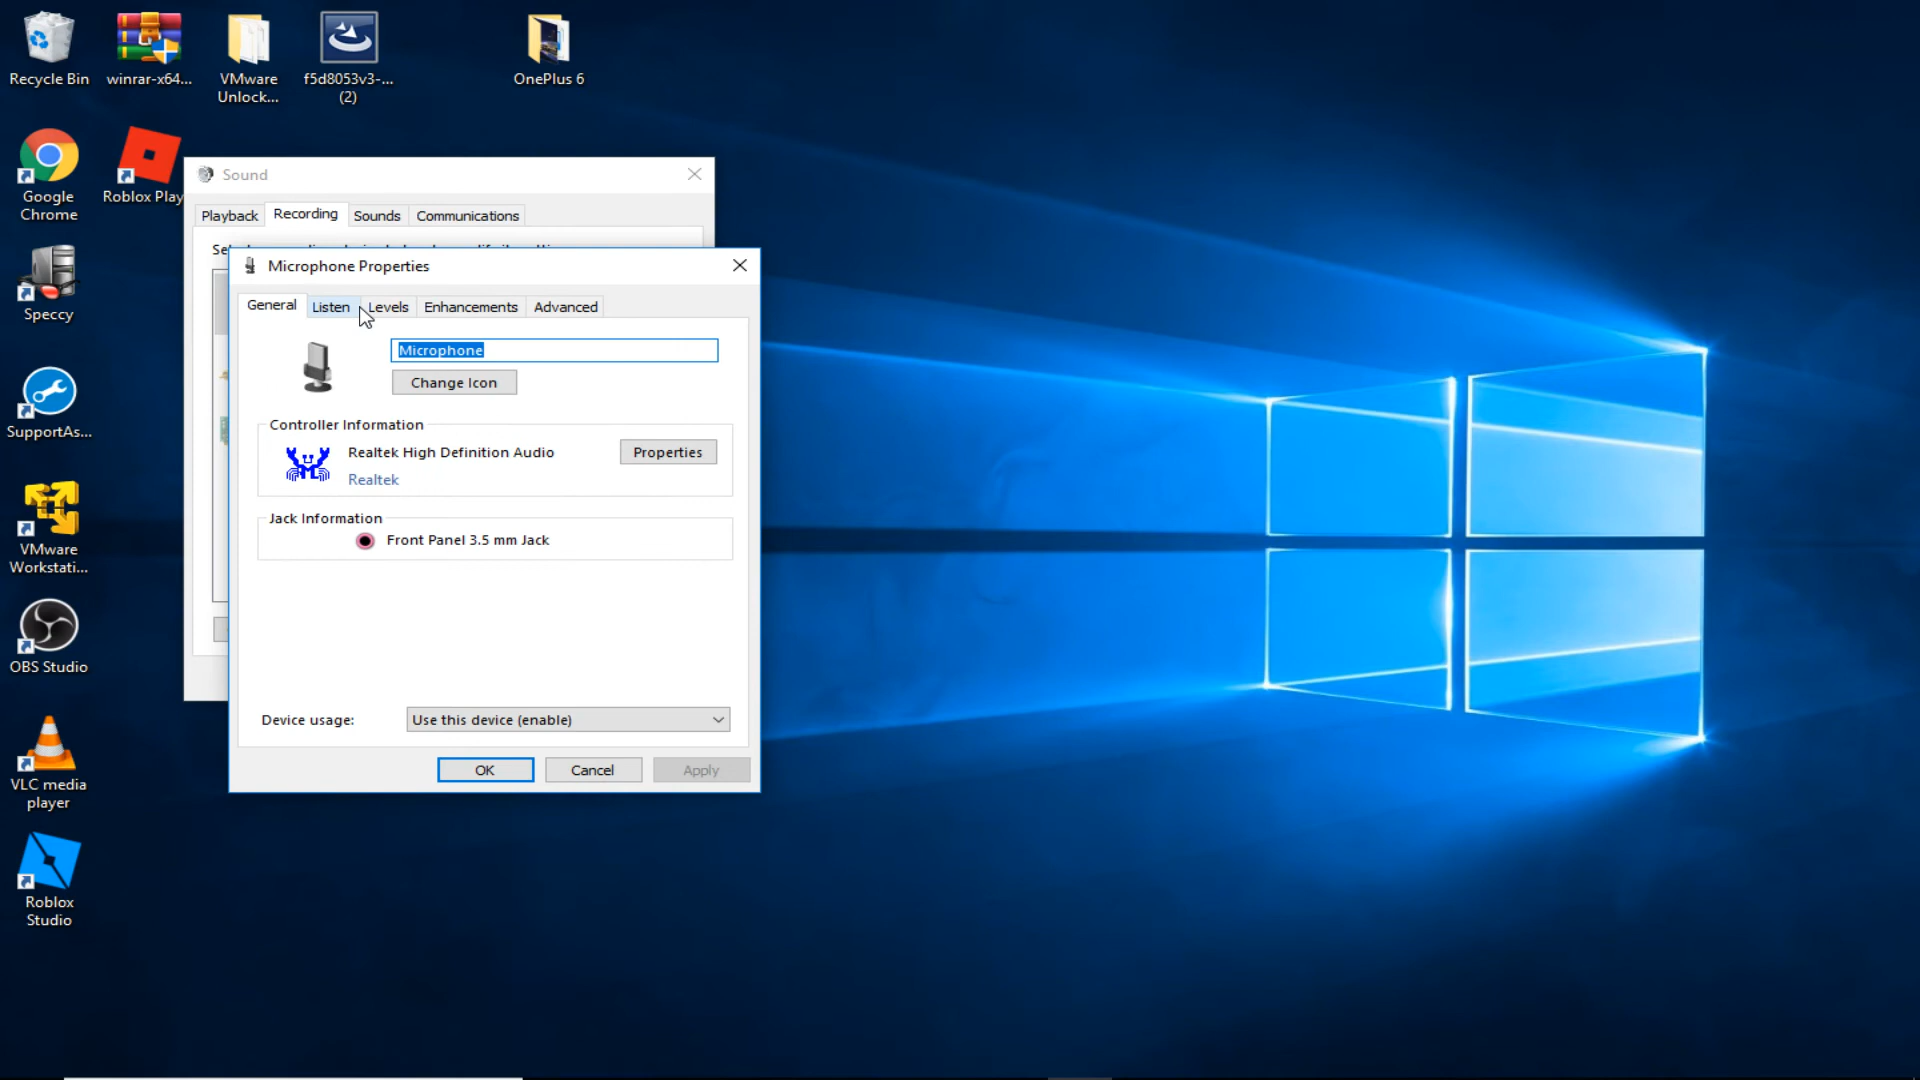 Recycle Bin
winrar-x64...
VMware
Unlock...
f5d8053v3-...
(2)
OnePlus 6
Google
Chrome
Roblox Play
Speccy
SupportAs...
VMware
Workstati...
OBS Studio
VLC media
player
Roblox
Studio
Sound
Playback
Recording
Sounds
Communications
Microphone Properties
General
Listen
Levels
Enhancements
Advanced
Microphone
Change Icon
Controller Information
Realtek High Definition Audio
Properties
Realtek
Jack Information
Front Panel 3.5 mm Jack
Device usage:
Use this device (enable)
OK
Cancel
Apply